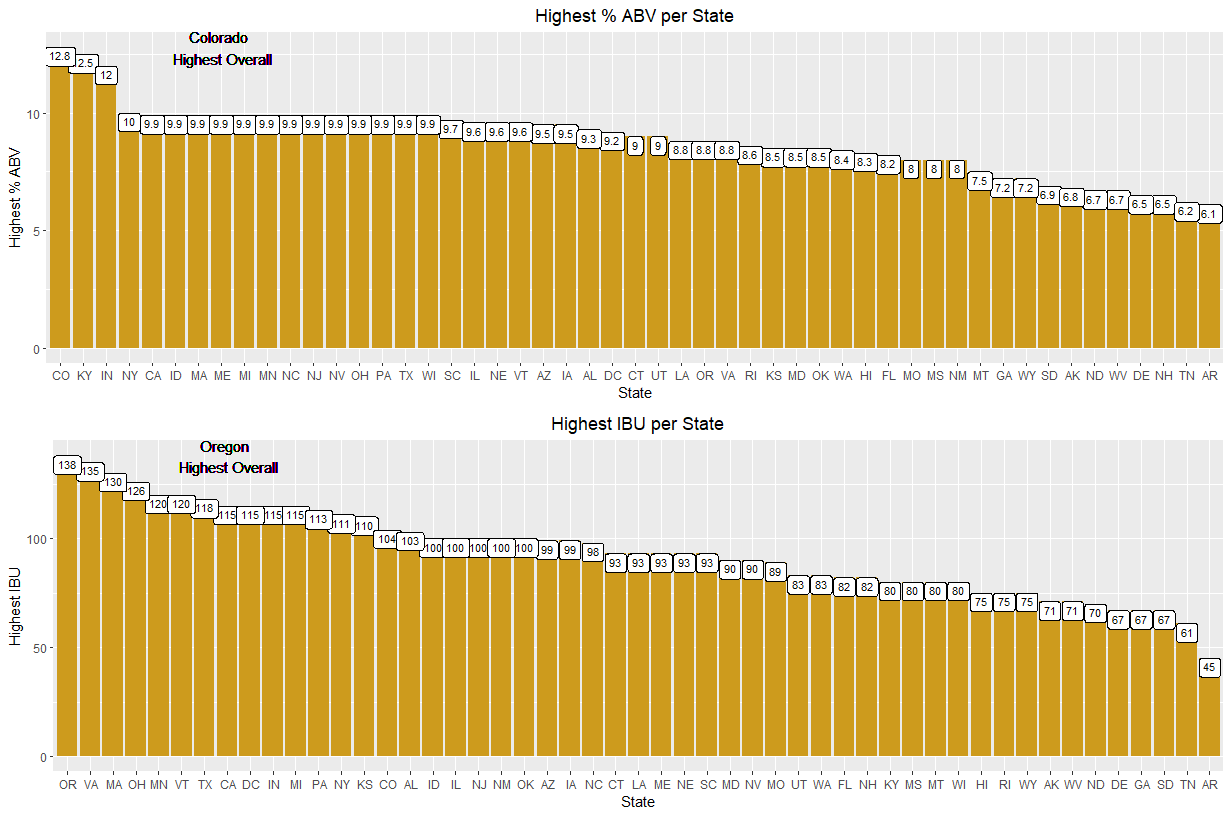 Highest % ABV per State
Colorado
Highest Overall
Highest % ABV
10
5
0
12.8 12.5 12 10 9.9 9.9 9.9 9.9 9.9 9.9 9.9 9.9 9.9 9.9 9.9 9.9 9.9 9.7 9.6 9.6 9.6 9.5 9.5 9.3 9.2 9 9 8.8 8.8 8.8 8.6 8.5 8.5 8.5 8.4 8.3 8.2 8 8 8 7.5 7.2 7.2 6.9 6.8 6.7 6.7 6.5 6.5 6.2 6.1
CO KY IN NY CA ID MA ME MI MN NC NJ NV OH PA TX WI SC IL NE VT AZ IA AL DC CT UT LA OR VA RI KS MD OK WA HI FL MO MS NM MT GA WY SD AK ND WV DE NH TN AR
State
Highest IBU per State
Oregon
Highest Overall
Highest IBU
100
50
0
138 135 130 126 120 120 118 115 115 115 115 113 111 110 104 103 100 100 100 100 100 99 99 98 93 93 93 93 93 90 90 89 83 83 82 82 80 80 80 80 75 75 75 71 71 70 67 67 67 61 45
OR VA MA OH MN VT TX CA DC IN MI PA NY KS CO AL ID IL NJ NM OK AZ IA NC CT LA ME NE SC MD NV MO UT WA FL NH KY MS MT WI HI RI WY AK WV ND DE GA SD TN AR
State